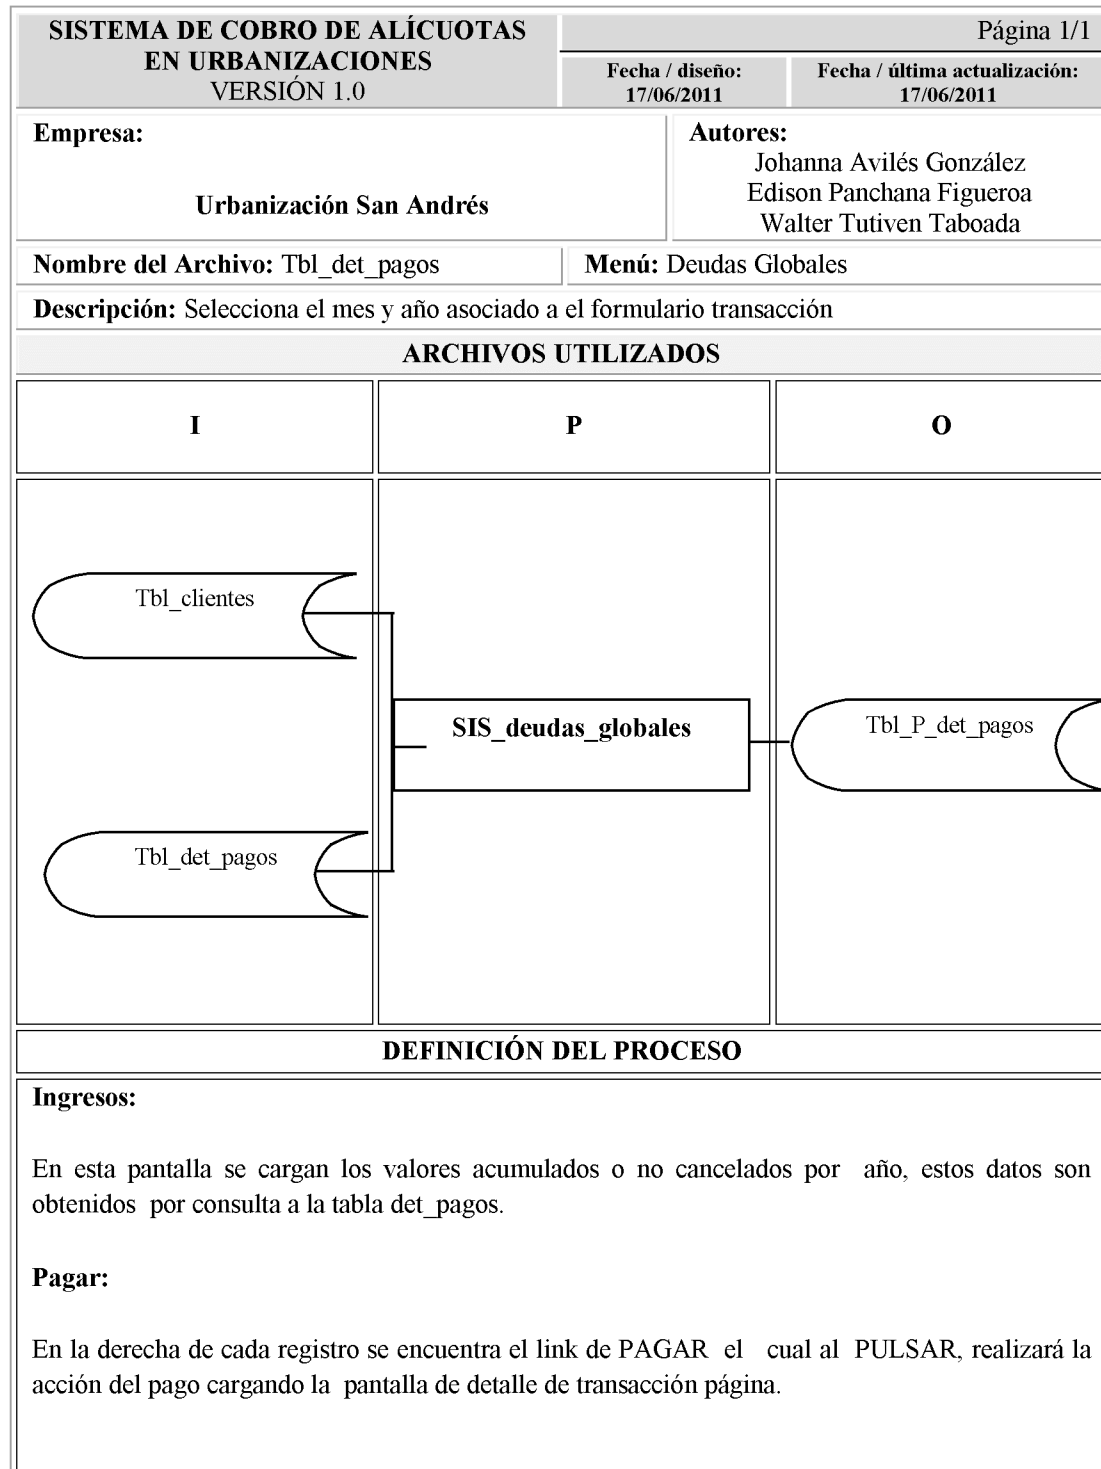 SISTEMA DE COBRO DE ALÍCUOTAS
EN URBANIZACIONES
VERSIÓN 1.0
Página 1/1
Fecha / diseño:
17/06/2011
Fecha / última actualización:
17/06/2011
Empresa:
Urbanización San Andrés
Autores:
Johanna Avilés González
Edison Panchana Figueroa
Walter Tutiven Taboada
Nombre del Archivo: Tbl_det_pagos
Menú: Deudas Globales
Descripción: Selecciona el mes y año asociado a el formulario transacción
ARCHIVOS UTILIZADOS
I
P
O
Tbl_clientes
SIS_deudas_globales
Tbl_P_det_pagos
Tbl_det_pagos
DEFINICIÓN DEL PROCESO
Ingresos:
En esta pantalla se cargan los valores acumulados o no cancelados por año, estos datos son
obtenidos por consulta a la tabla det_pagos.
Pagar:
En la derecha de cada registro se encuentra el link de PAGAR el cual al PULSAR, realizará la
acción del pago cargando la pantalla de detalle de transacción página.